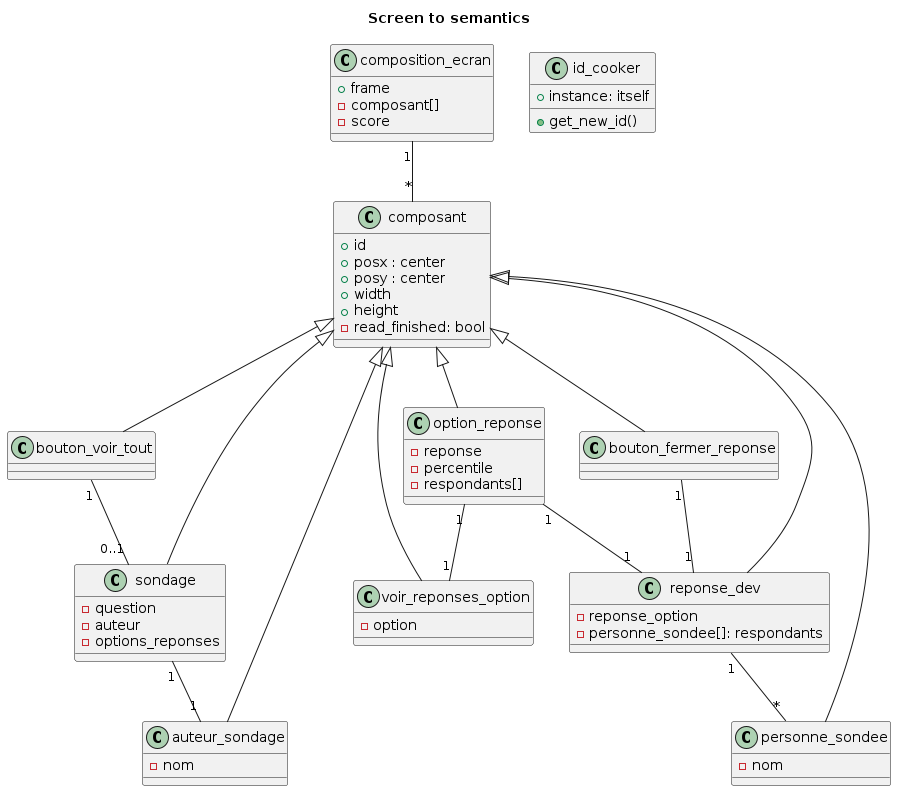 Screen to semantics
C composition_ecran
frame
composant[]
score
C id_cooker
instance: itself
get_new_id()
1
*
C composant
id
posx : center
posy : center
width
height
read_finished: bool
C bouton_voir_tout
C option_reponse
reponse
percentile
respondants[]
C bouton_fermer_reponse
1
0..1
1
1
1
1
1
1
C sondage
question
auteur
options_reponses
C voir_reponses_option
option
C reponse_dev
reponse_option
personne_sondee[]: respondants
1
1
1
*
C auteur_sondage
nom
C personne_sondee
nom